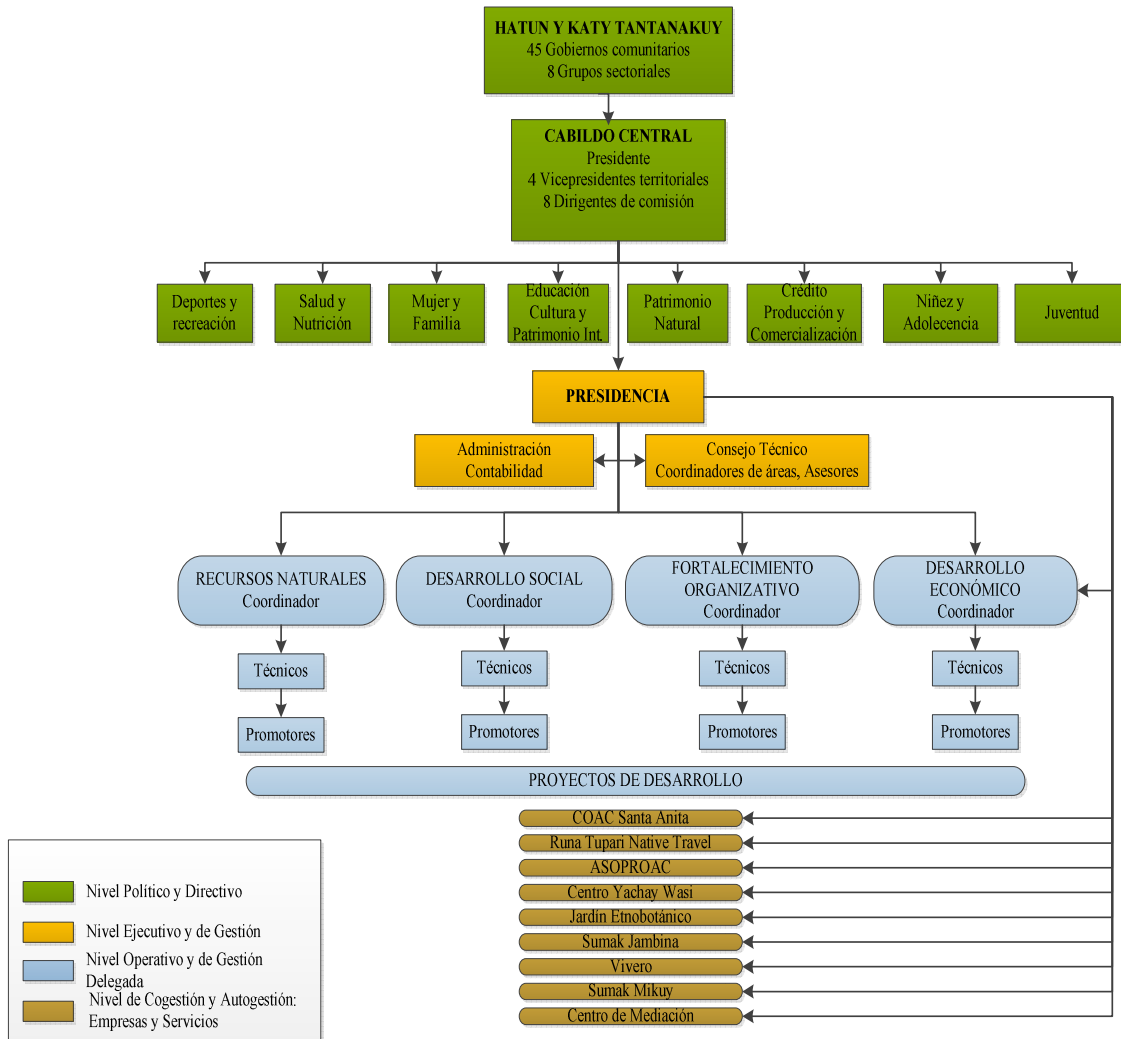 HATUN Y KATY TANTANAKUY
45 Gobiernos comunitarios
8 Grupos sectoriales
CABILDO CENTRAL
Presidente
4 Vicepresidentes territoriales
8 Dirigentes de comisión
Deportes y
recreación
Salud y
Nutrición
Mujer y
Familia
Educación
Cultura y
Patrimonio Int.
Patrimonio
Natural
Crédito
Producción y
Comercialización
Niñez y
Adolecencia
Juventud
PRESIDENCIA
Administración
Contabilidad
Consejo Técnico
Coordinadores de áreas, Asesores
RECURSOS NATURALES
Coordinador
DESARROLLO SOCIAL
Coordinador
FORTALECIMIENTO
ORGANIZATIVO
Coordinador
DESARROLLO
ECONÓMICO
Coordinador
Técnicos
Técnicos
Técnicos
Técnicos
Promotores
Promotores
Promotores
Promotores
PROYECTOS DE DESARROLLO
COAC Santa Anita
Runa Tupari Native Travel
ASOPROAC
Centro Yachay Wasi
Jardín Etnobotánico
Sumak Jambina
Vivero
Sumak Mikuy
Centro de Mediación
Nivel Político y Directivo
Nivel Ejecutivo y de Gestión
Nivel Operativo y de Gestión
Delegada
Nivel de Cogestión y Autogestión:
Empresas y Servicios